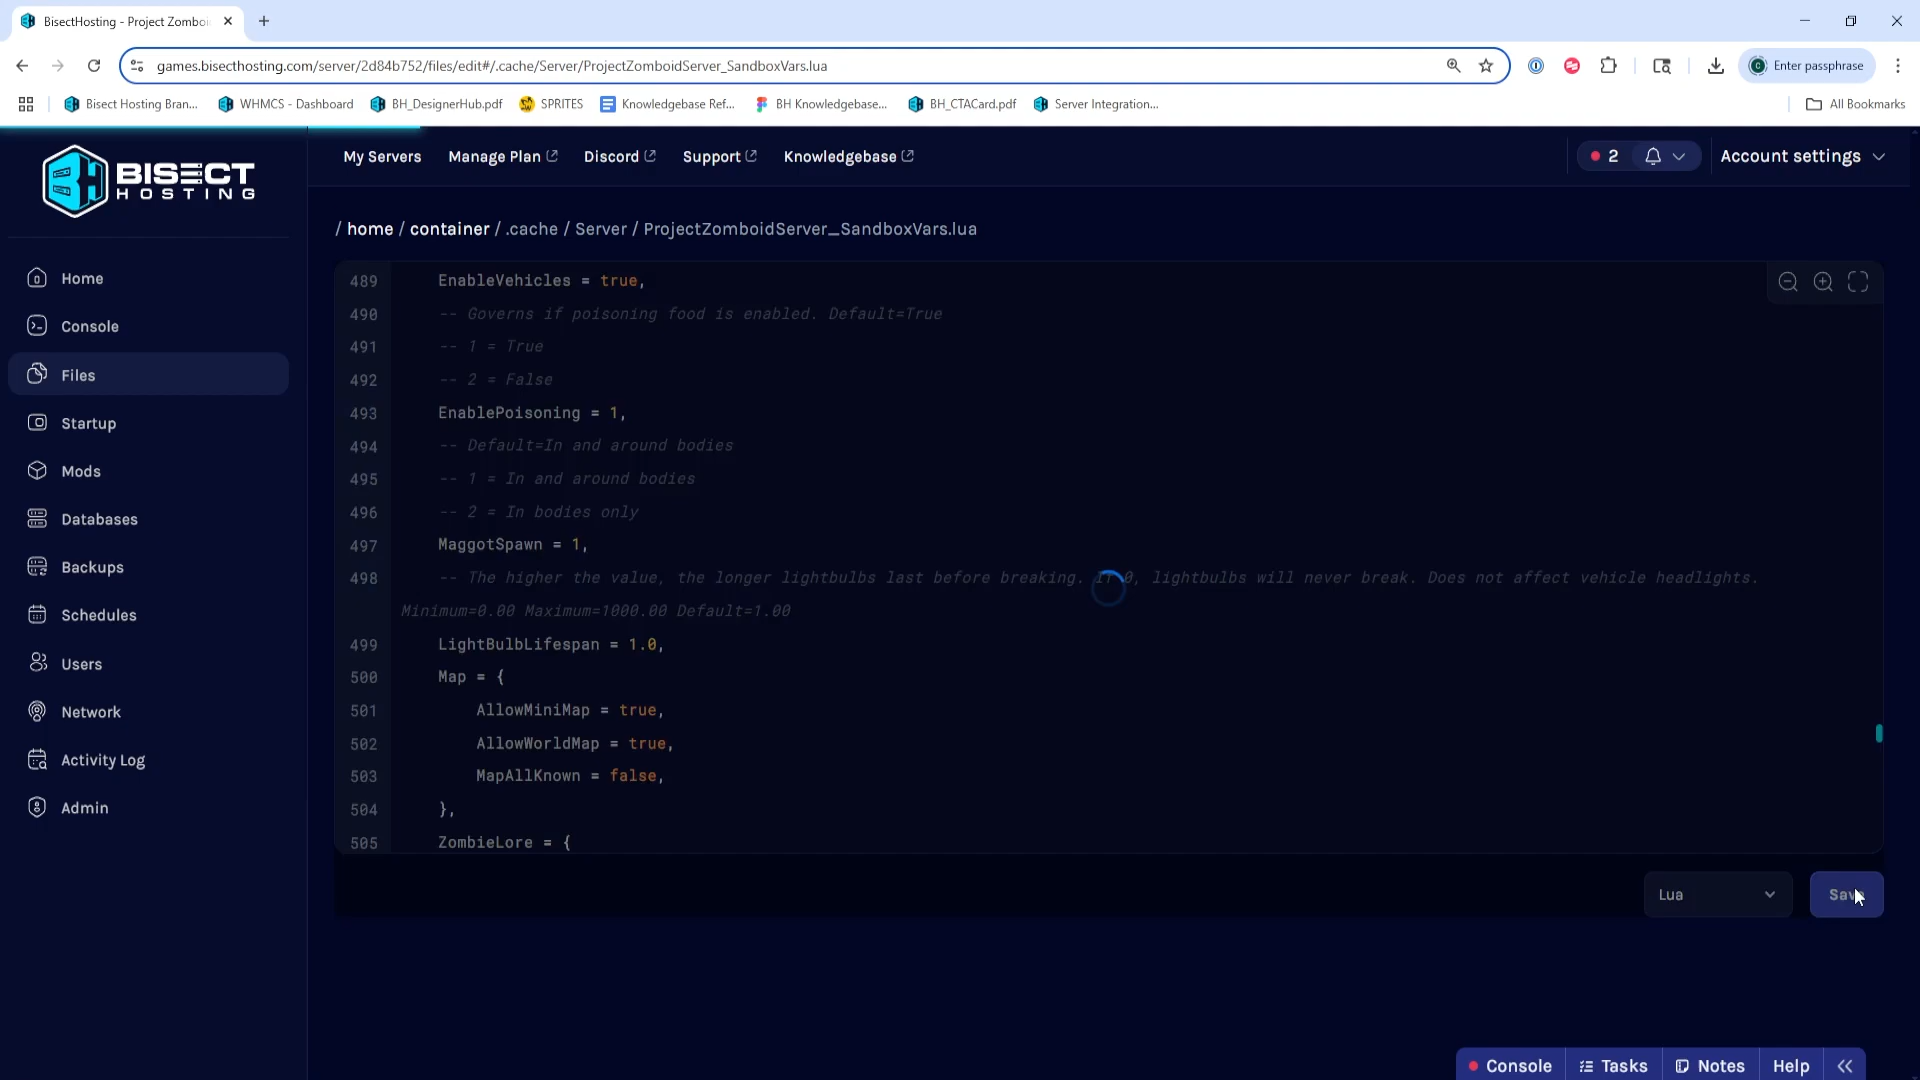 BisectHosting - Project Zomboi
games.bisecthosting.com/server/2d84b752/files/edit#/.cache/Server/ProjectZomboidServer_SandboxVars.lua
Enter passphrase
Bisect Hosting Bran...
WHMCS - Dashboard
BH_DesignerHub.pdf
SPRITES
Knowledgebase Ref...
BH Knowledgebase...
BH_CTACard.pdf
Server Integration...
All Bookmarks
BISECT
HOSTING
My Servers
Manage Plan
Discord
Support
Knowledgebase
2
Account settings
/ home / container / .cache / Server / ProjectZomboidServer_SandboxVars.lua
Home
Console
Files
Startup
Mods
Databases
Backups
Schedules
Users
Network
Activity Log
Admin
489 EnableVehicles = true,
490 -- Governs if poisoning food is enabled. Default=True
491 -- 1 = True
492 -- 2 = False
493 EnablePoisoning = 1,
494 -- Default=In and around bodies
495 -- 1 = In and around bodies
496 -- 2 = In bodies only
497 MaggotSpawn = 1,
498 -- The higher the value, the longer lightbulbs last before breaking. If 0, lightbulbs will never break. Does not affect vehicle headlights.
Minimum=0.00 Maximum=1000.00 Default=1.00
499 LightBulbLifespan = 1.0,
500 Map = {
501 AllowMiniMap = true,
502 AllowWorldMap = true,
503 MapAllKnown = false,
504 },
505 ZombieLore = {
Lua
Save
Console
Tasks
Notes
Help